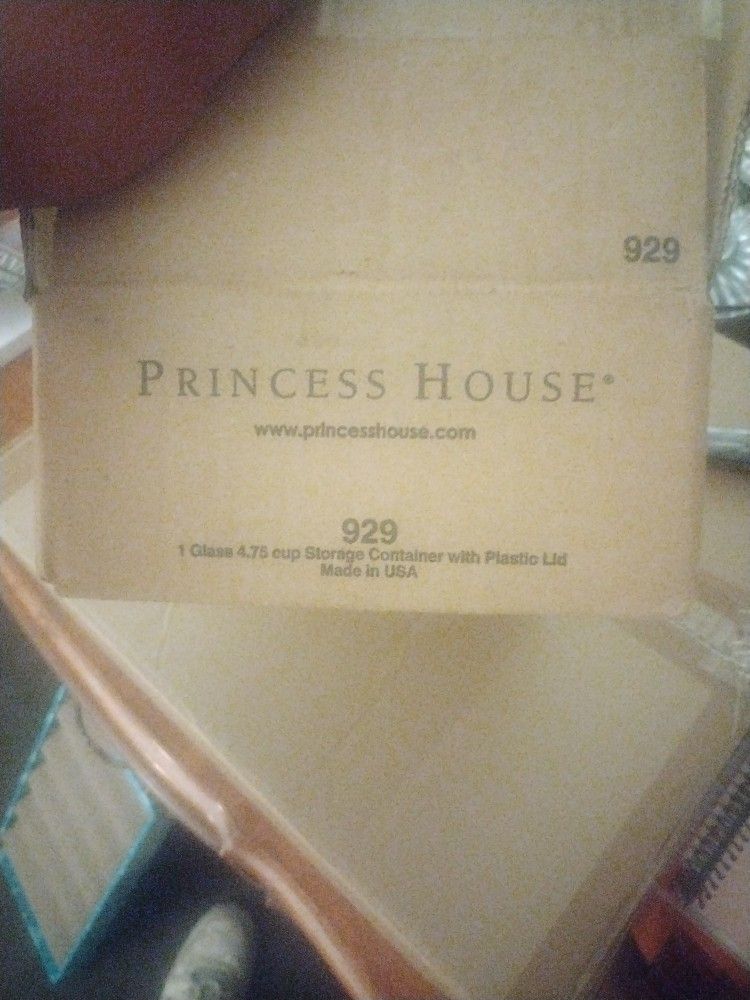 929
PRINCESS HOUSE®
www.princesshouse.com
929
1 Glass 4.75 cup Storage Container with Plastic Lid
Made in USA